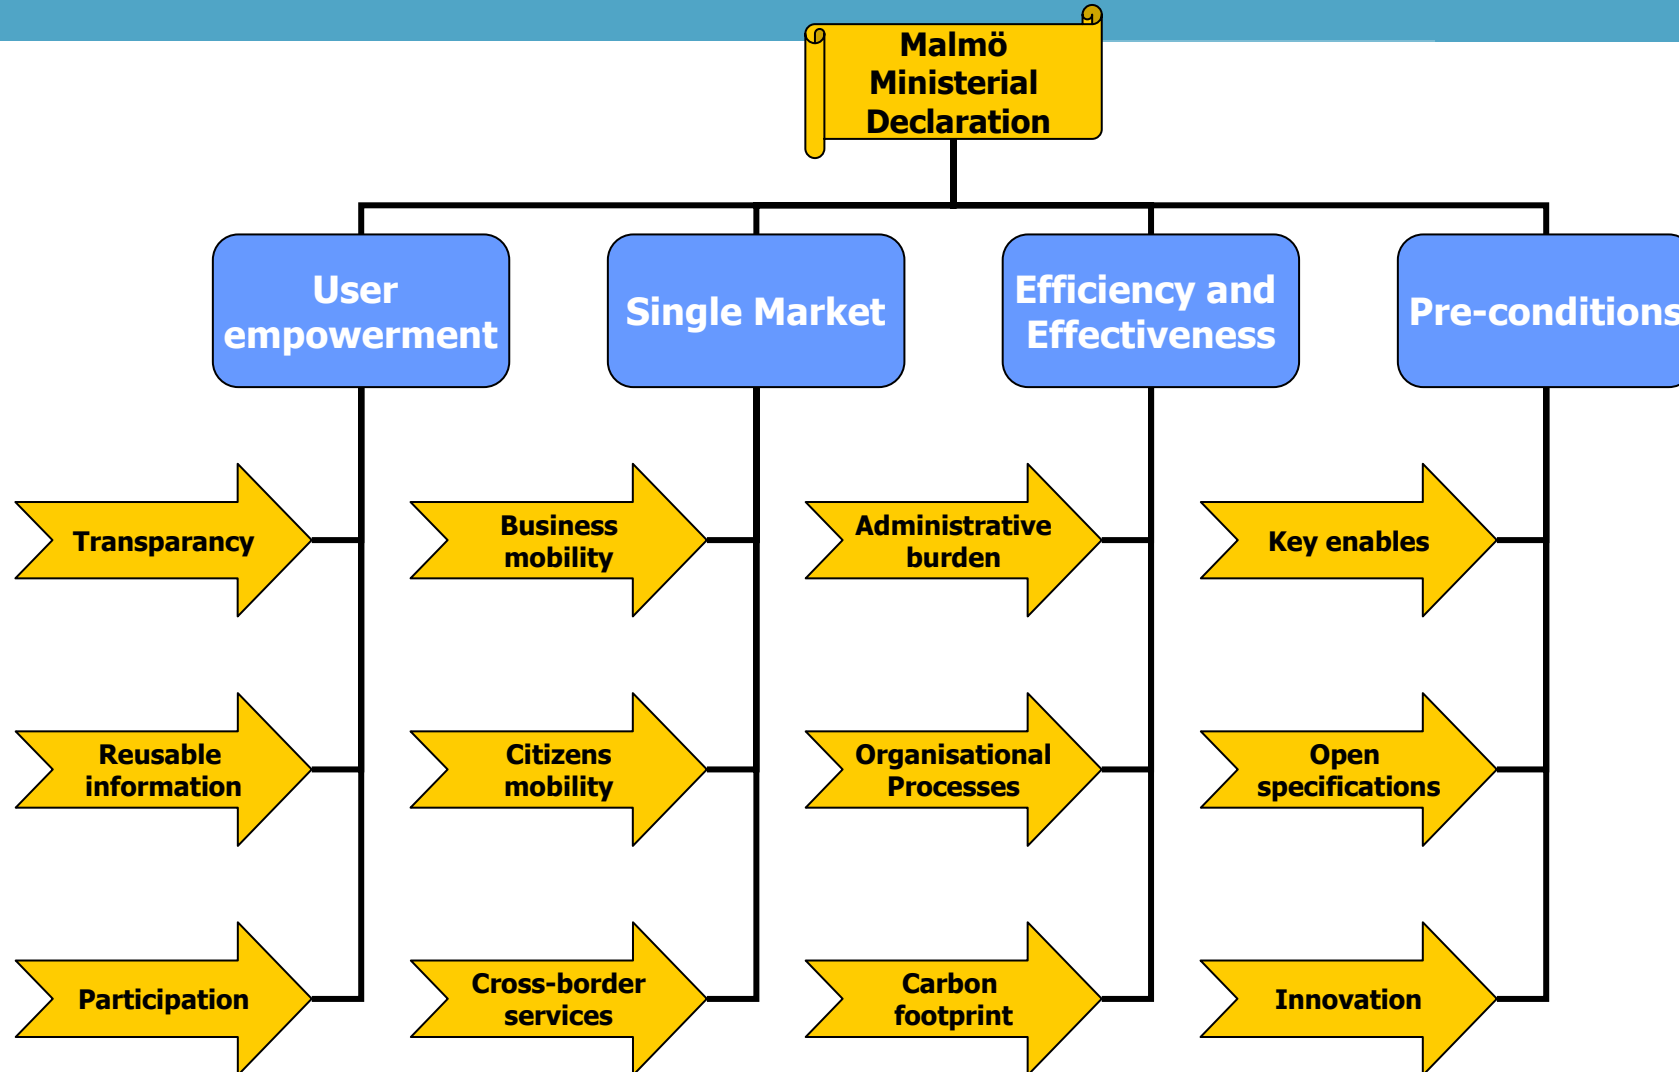 Malmö
Ministerial
Declaration
User
empowerment
Single Market
Efficiency and
Effectiveness
Pre-conditions
Transparancy
Business
mobility
Administrative
burden
Key enables
Reusable
information
Citizens
mobility
Organisational
Processes
Open
specifications
Participation
Cross-border
services
Carbon
footprint
Innovation